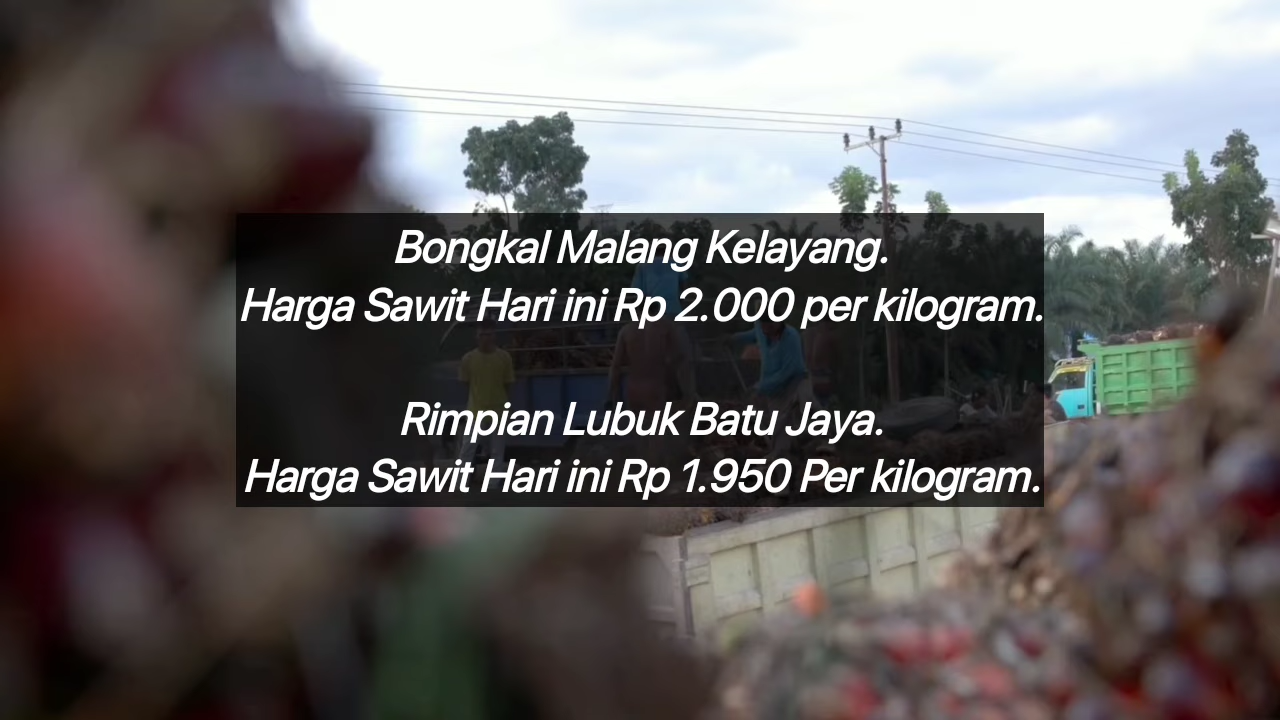 Bongkal Malang Kelayang.
Harga Sawit Hari ini Rp 2.000 per kilogram.
Rimpian Lubuk Batu Jaya.
Harga Sawit Hari ini Rp 1.950 Per kilogram.